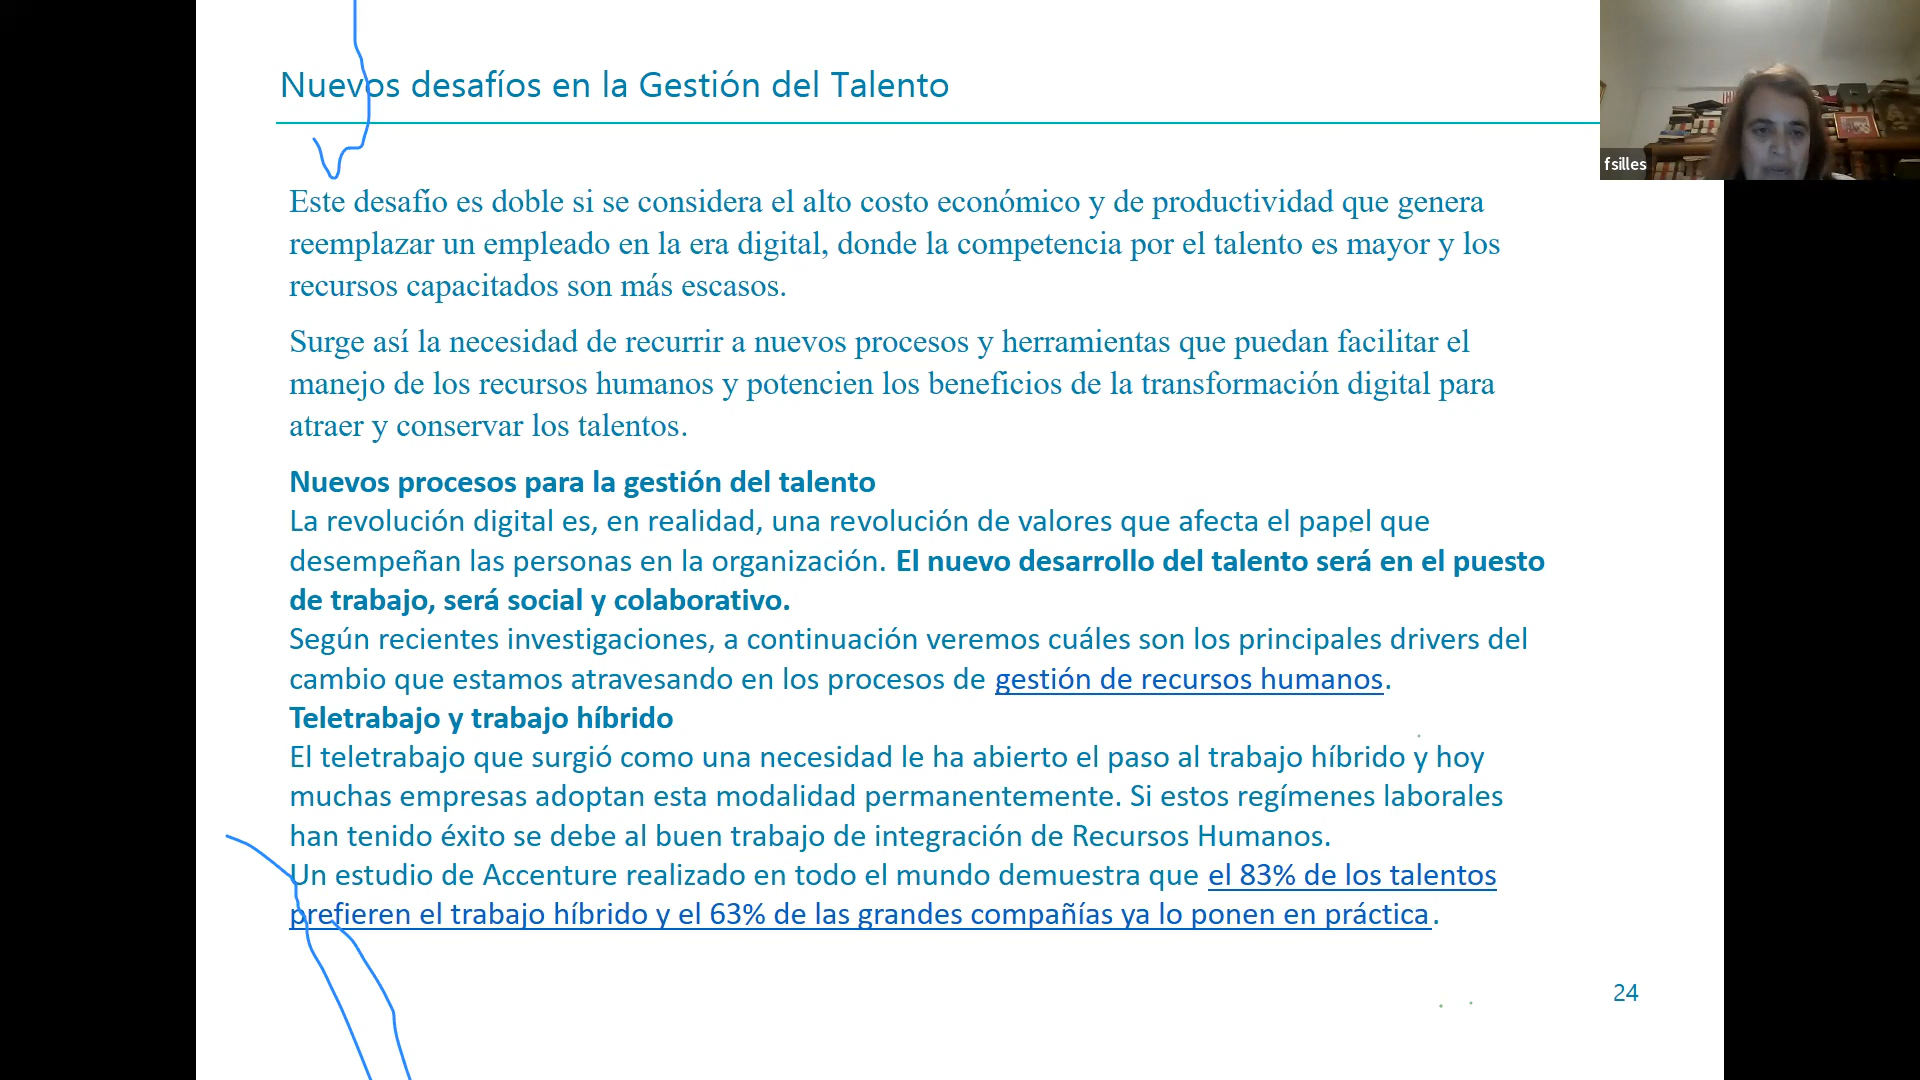 Nuevos desafíos en la Gestión del Talento
fsilles
Este desafío es doble si se considera el alto costo económico y de productividad que genera
reemplazar un empleado en la era digital, donde la competencia por el talento es mayor y los
recursos capacitados son más escasos.
Surge así la necesidad de recurrir a nuevos procesos y herramientas que puedan facilitar el
manejo de los recursos humanos y potencien los beneficios de la transformación digital para
atraer y conservar los talentos.
Nuevos procesos para la gestión del talento
La revolución digital es, en realidad, una revolución de valores que afecta el papel que
desempeñan las personas en la organización. El nuevo desarrollo del talento será en el puesto
de trabajo, será social y colaborativo.
Según recientes investigaciones, a continuación veremos cuáles son los principales drivers del
cambio que estamos atravesando en los procesos de gestión de recursos humanos.
Teletrabajo y trabajo híbrido
El teletrabajo que surgió como una necesidad le ha abierto el paso al trabajo híbrido y hoy
muchas empresas adoptan esta modalidad permanentemente. Si estos regímenes laborales
han tenido éxito se debe al buen trabajo de integración de Recursos Humanos.
Un estudio de Accenture realizado en todo el mundo demuestra que el 83% de los talentos
prefieren el trabajo híbrido y el 63% de las grandes compañías ya lo ponen en práctica.
24